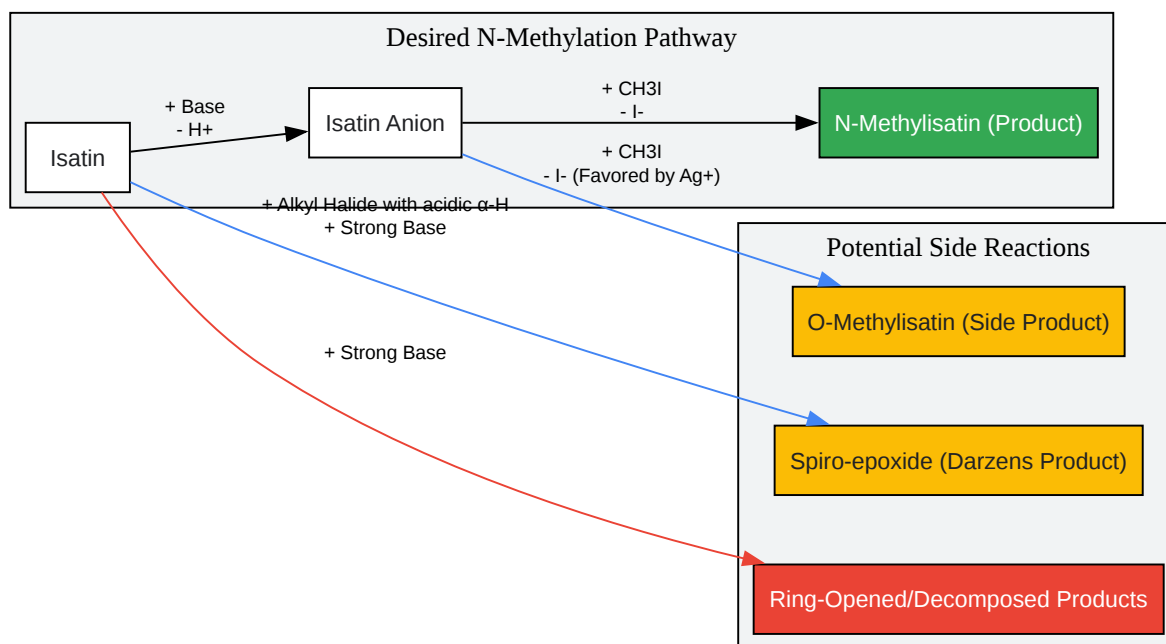 Desired N-Methylation Pathway
+ Base
- H+
+ CH3I
- I-
Isatin
Isatin Anion
N-Methylisatin (Product)
+ CH3I
- I- (Favored by Ag+)
+ Alkyl Halide with acidic α-H
+ Strong Base
Potential Side Reactions
O-Methylisatin (Side Product)
+ Strong Base
Spiro-epoxide (Darzens Product)
Ring-Opened/Decomposed Products